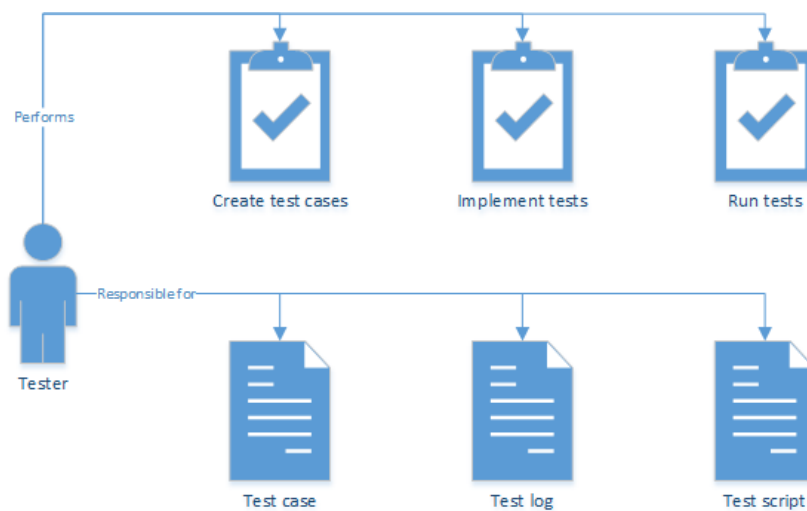 Performs
Create test cases
Implement tests
Run tests
Responsible for
Tester
Test case
Test log
Test script